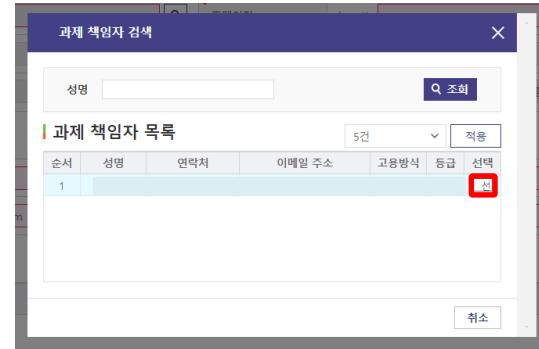 과제 책임자 검색
성명
조회
과제 책임자 목록
5건
적용
순서 성명 연락처 이메일 주소 고용방식 등급 선택
1 선
취소